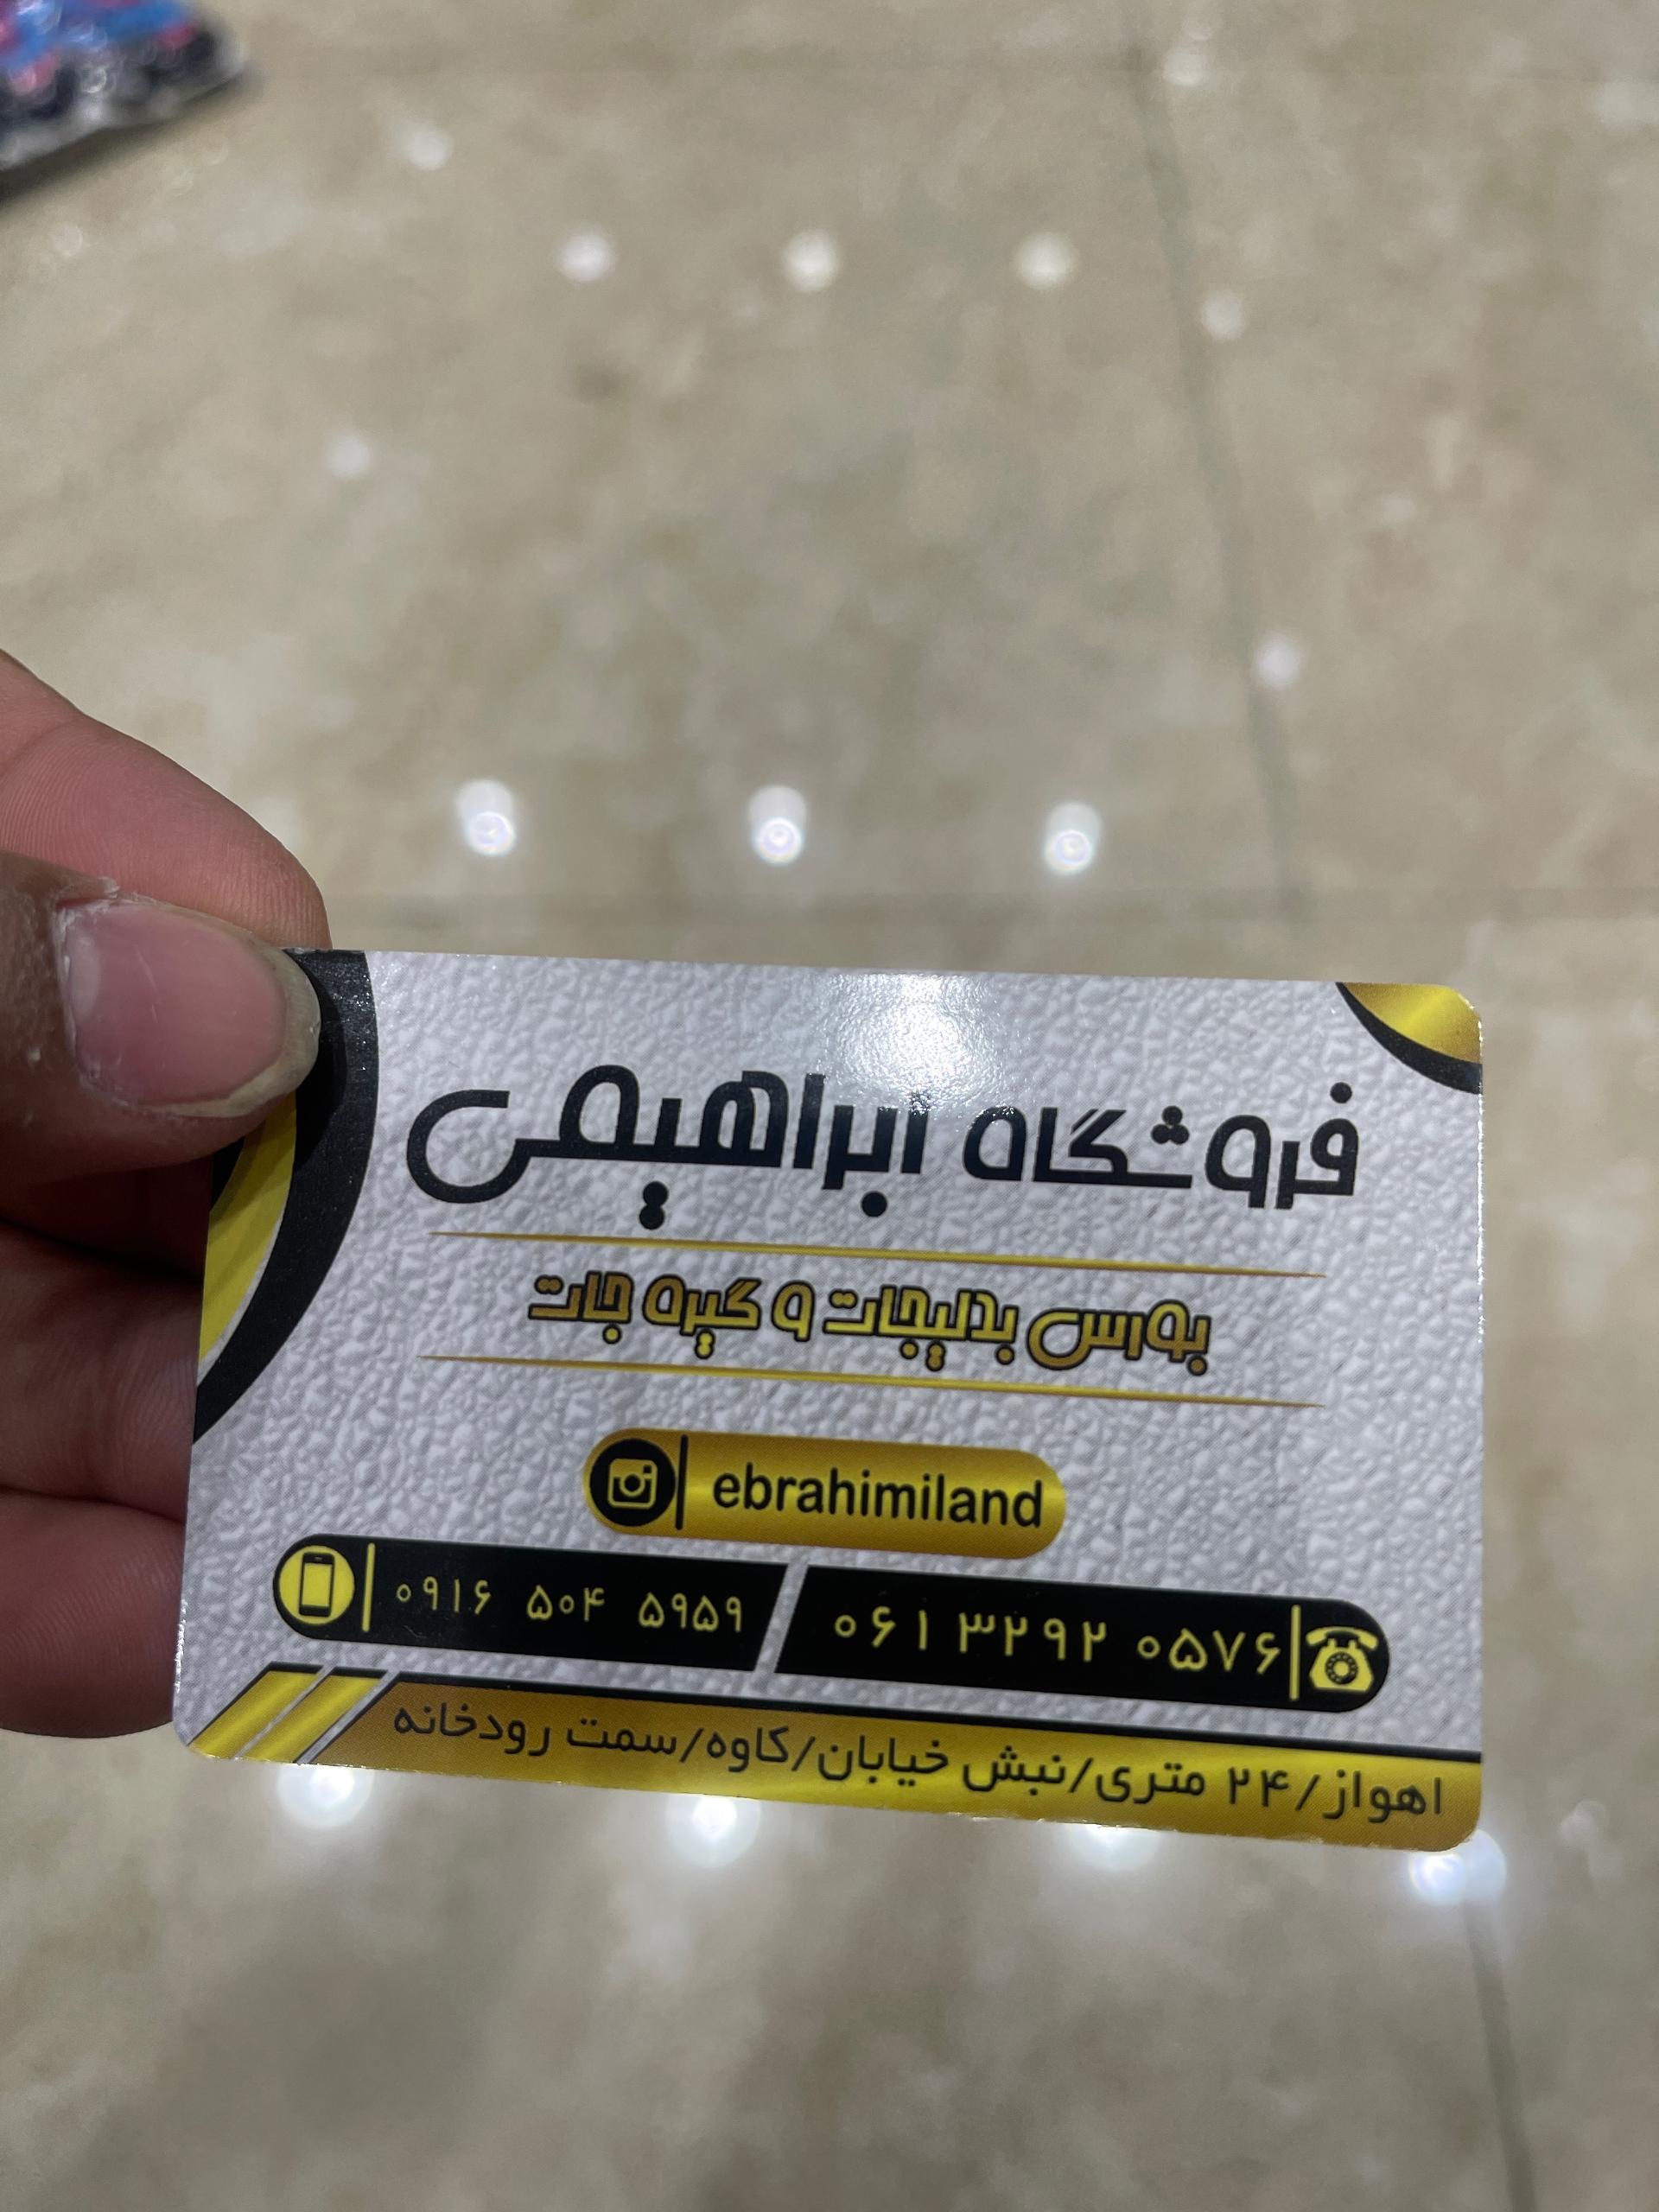 فروشگاه ابراهیمی
بورس بدلیجات و گیره جات
ebrahimiland
۰۹۱۶ ۵۰۴ ۵۹۵۹
۰۶۱ ۳۲۹۲ ۰۵۷۶
اهواز/۲۴ متری/نبش خیابان/کاوه/سمت رودخانه